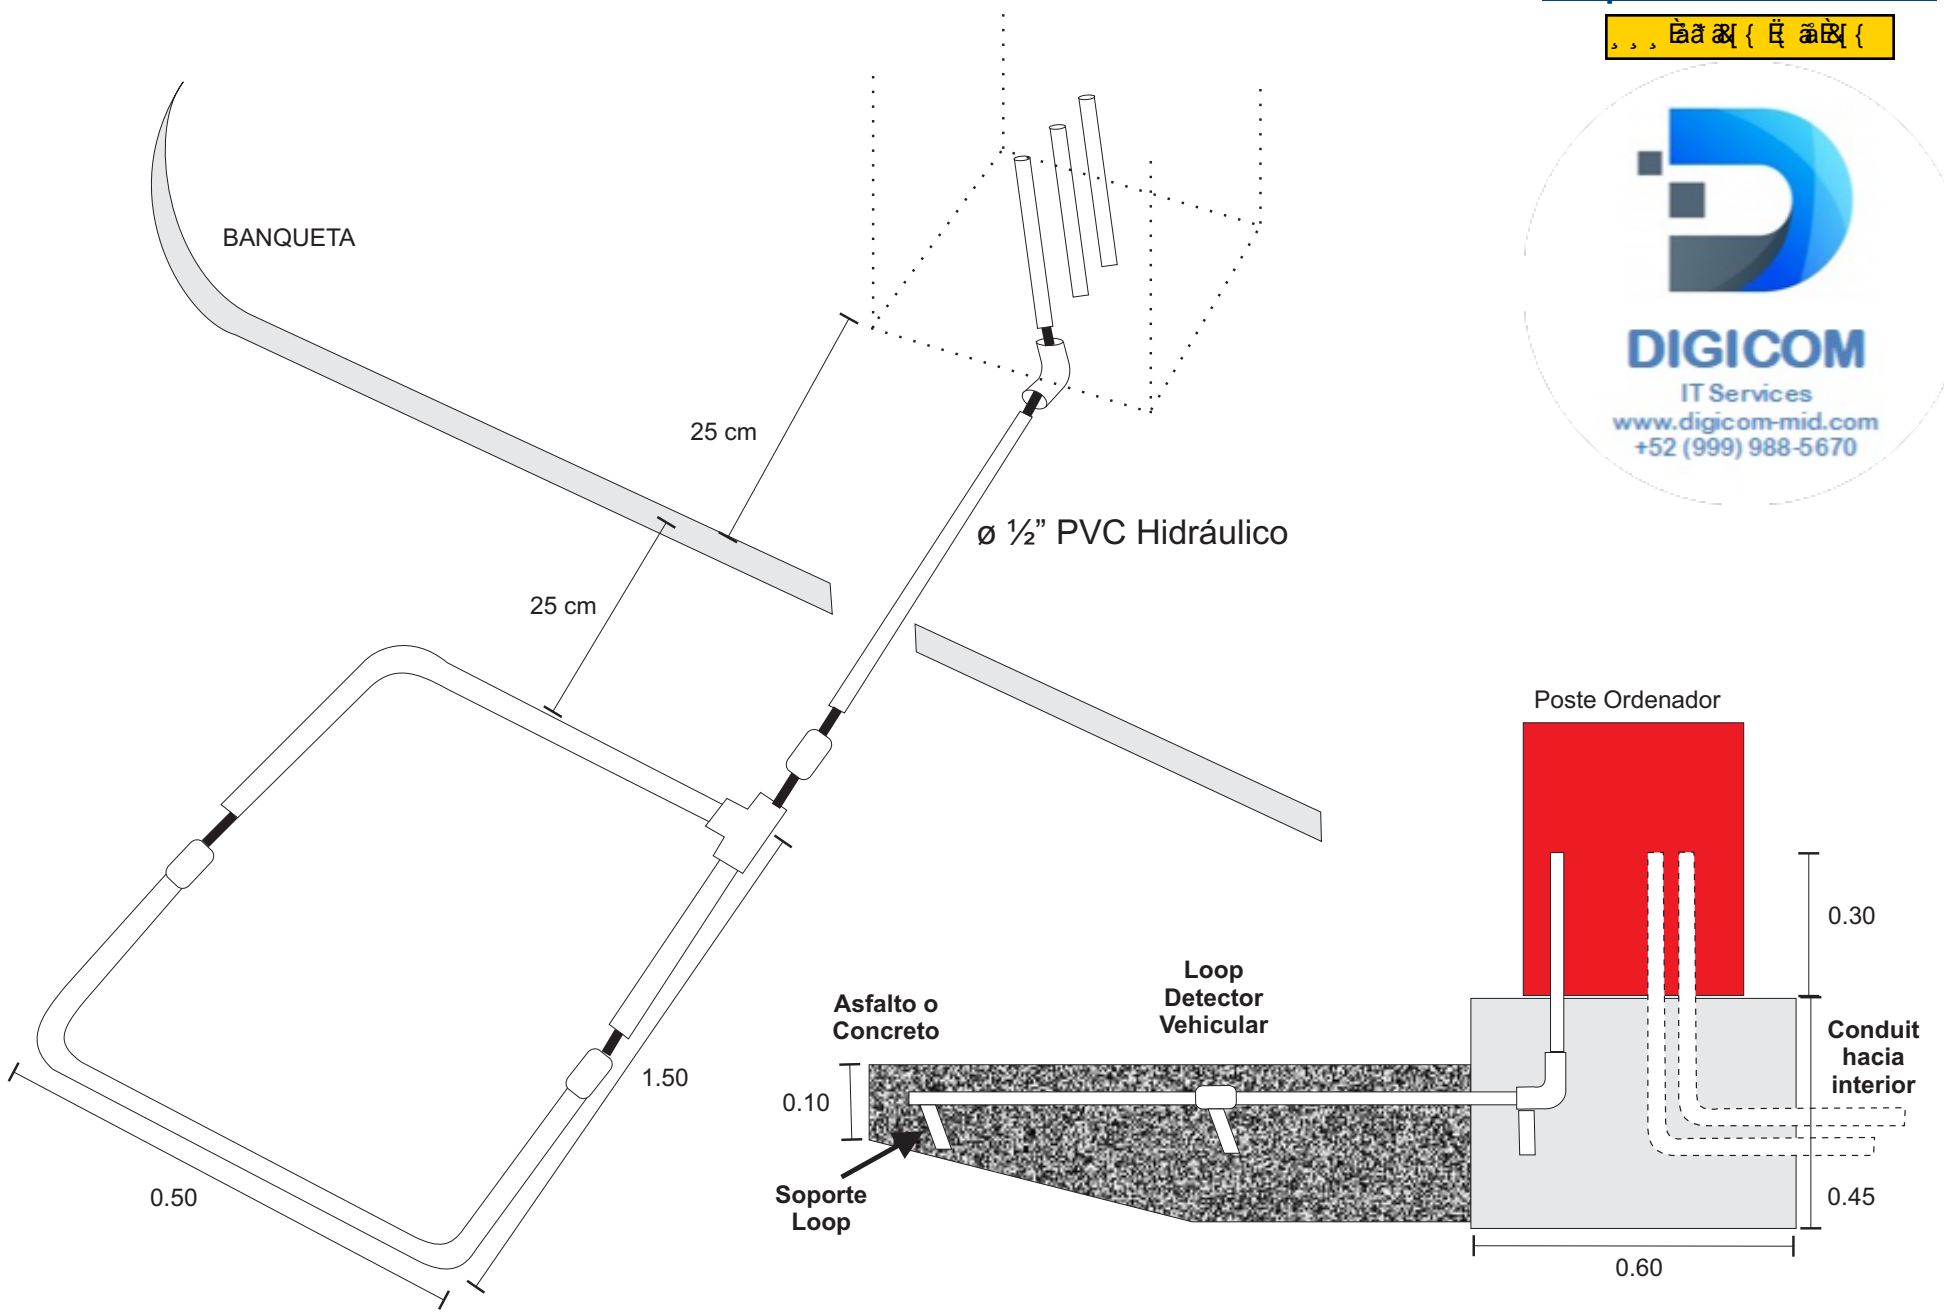 BANQUETA
25 cm
25 cm
ø ½” PVC Hidráulico
1.50
0.50
DIGICOM
IT Services
www.digicom-mid.com
+52 (999) 988-5670
Poste Ordenador
0.30
Loop
Detector
Vehicular
Asfalto o
Concreto
0.10
Soporte
Loop
Conduit
hacia
interior
0.45
0.60